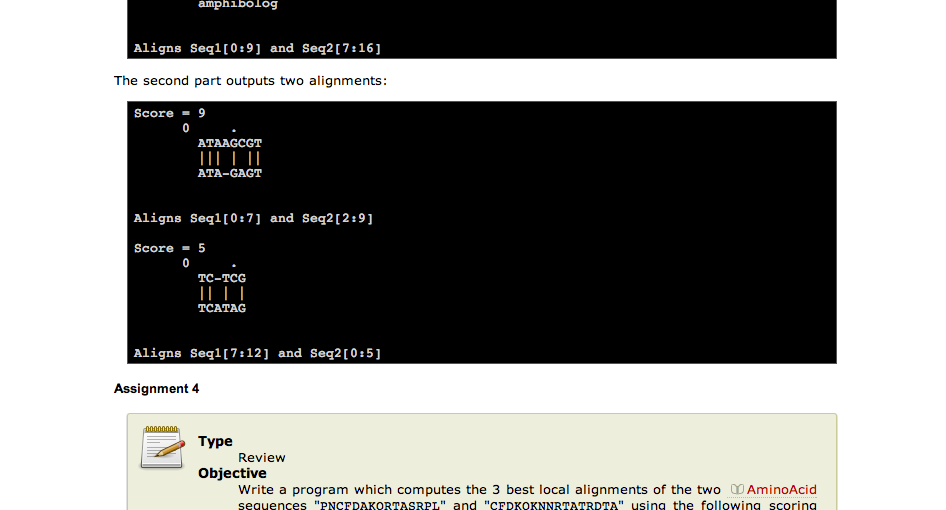 amphibolog
Aligns Seq1[0:9] and Seq2[7:16]
The second part outputs two alignments:
Score = 9
0 .
ATAAGCGT
||| | ||
ATA-GAGT
Aligns Seq1[0:7] and Seq2[2:9]
Score = 5
0 .
TC-TCG
|| | |
TCATAG
Aligns Seq1[7:12] and Seq2[0:5]
Assignment 4
Type
Review
Objective
Write a program which computes the 3 best local alignments of the two AminoAcid
sequences "PNCFDAKQRTASRPL" and "CFDKQKNNRTATRDTA" using the following scoring